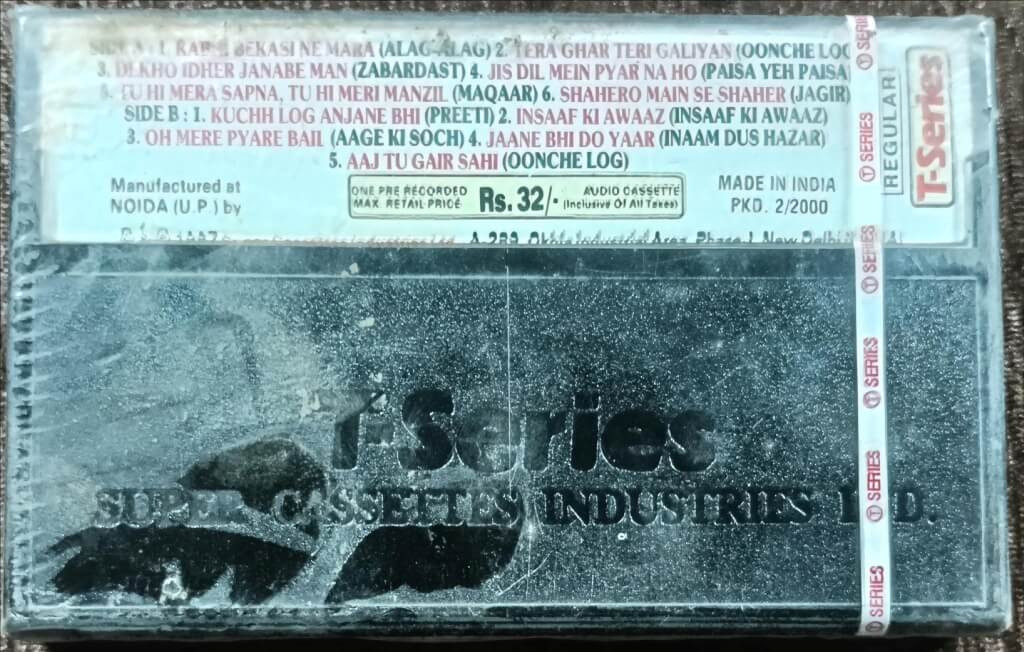 SIDE A : 1. KAB BEKASI NE MARA (ALAG-ALAG) 2. TERA GHAR TERI GALIYAN (OONCHE LOG
3. DEKHO IDHER JANABE MAN (ZABARDAST) 4. JIS DIL MEIN PYAR NA HO (PAISA YEH PAISA
5. TU HI MERA SAPNA, TU HI MERI MANZIL (MAQAAR) 6. SHAHERO MAIN SE SHAHER (JAGIR)
SIDE B : 1. KUCHH LOG ANJANE BHI (PREETI) 2. INSAAF KI AWAAZ (INSAAF KI AWAAZ)
3. OH MERE PYARE BAIL (AAGE KI SOCH) 4. JAANE BHI DO YAAR (INAAM DUS HAZAR)
5. AAJ TU GAIR SAHI (OONCHE LOG)
Manufactured at
NOIDA (U.P.) by
ONE PRE RECORDED
MAX. RETAIL PRICE
Rs. 32/-
AUDIO CASSETTE
(Inclusive Of All Taxes)
MADE IN INDIA
PKD. 2/2000
A-289, Okhla Industrial Area, Phase-I, New Delhi
REGULAR
T-Series
T SERIES
T SERIES
T SERIES
T SERIES
T SERIES
T SERIES
T-Series
SUPER CASSETTES INDUSTRIES LTD.